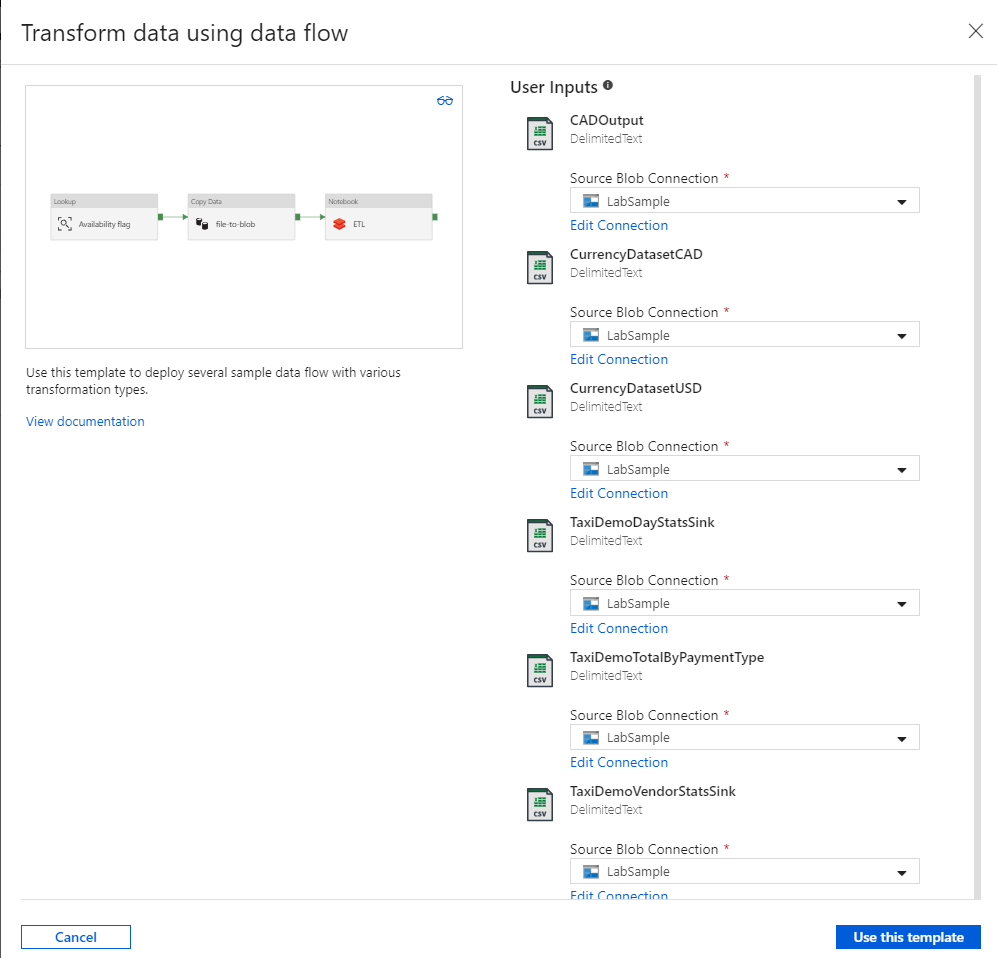 Transform data using data flow
Lookup
Availability flag
Copy Data
file-to-blob
Notebook
ETL
Use this template to deploy several sample data flow with various
transformation types.
View documentation
User Inputs
CSV
CADOutput
DelimitedText
Source Blob Connection *
LabSample
Edit Connection
CSV
CurrencyDatasetCAD
DelimitedText
Source Blob Connection *
LabSample
Edit Connection
CSV
CurrencyDatasetUSD
DelimitedText
Source Blob Connection *
LabSample
Edit Connection
CSV
TaxiDemoDayStatsSink
DelimitedText
Source Blob Connection *
LabSample
Edit Connection
CSV
TaxiDemoTotalByPaymentType
DelimitedText
Source Blob Connection *
LabSample
Edit Connection
CSV
TaxiDemoVendorStatsSink
DelimitedText
Source Blob Connection *
LabSample
Edit Connection
Cancel
Use this template